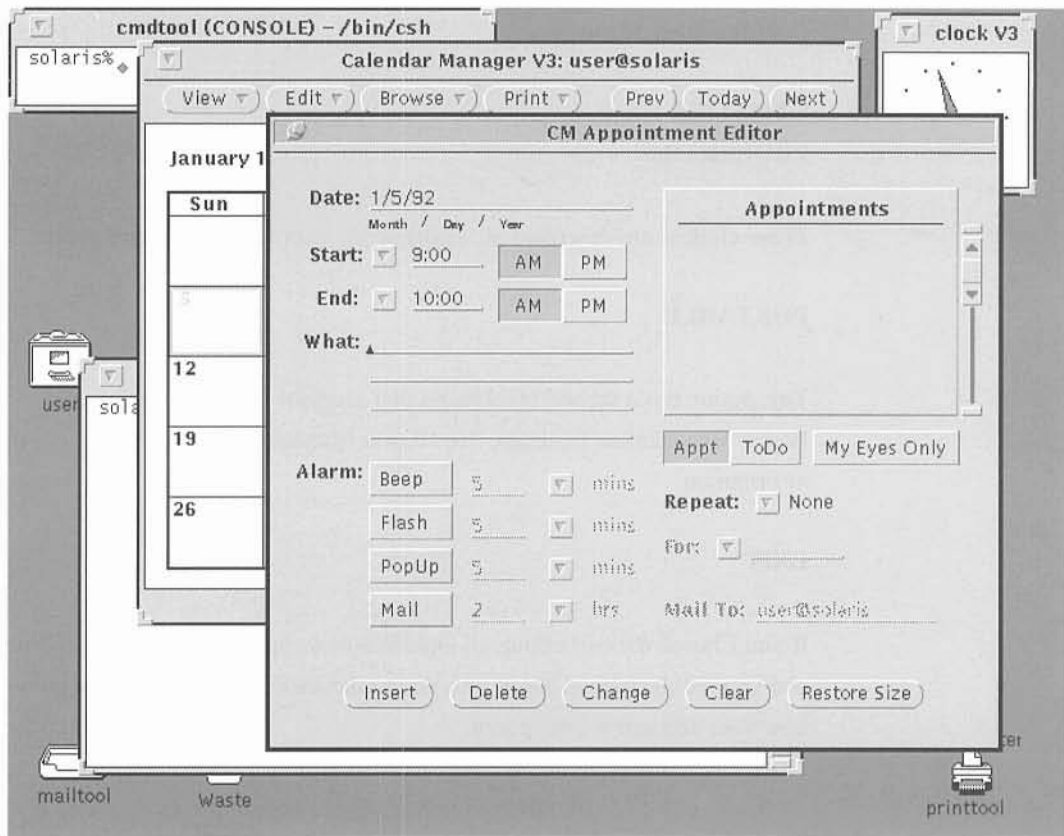 cmdtool (CONSOLE) - /bin/csh
solaris%
clock V3
Calendar Manager V3: user@solaris
View Edit Browse Print Prev Today Next
January 1
Sun
5
12
19
26
CM Appointment Editor
Date: 1/5/92
Month / Day / Year
Start: 9:00 AM PM
End: 10:00 AM PM
What:
Alarm: Beep 5 mins
Flash 5 mins
PopUp 5 mins
Mail 2 hrs
Appointments
Appt ToDo My Eyes Only
Repeat: None
For:
Mail To: user@solaris
Insert Delete Change Clear Restore Size
user
sola
mailtool
Waste
printtool